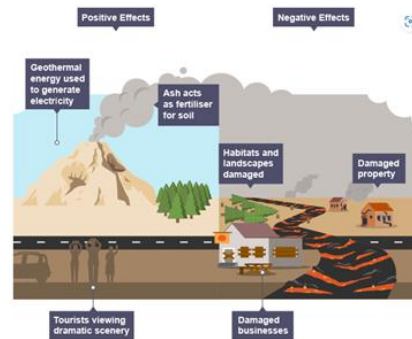 Positive Effects
Negative Effects
Geothermal
energy used
to generate
electricity
Ash acts
as fertiliser
for soil
Habitats and
landscapes
damaged
Damaged
property
Tourists viewing
dramatic scenery
Damaged
businesses